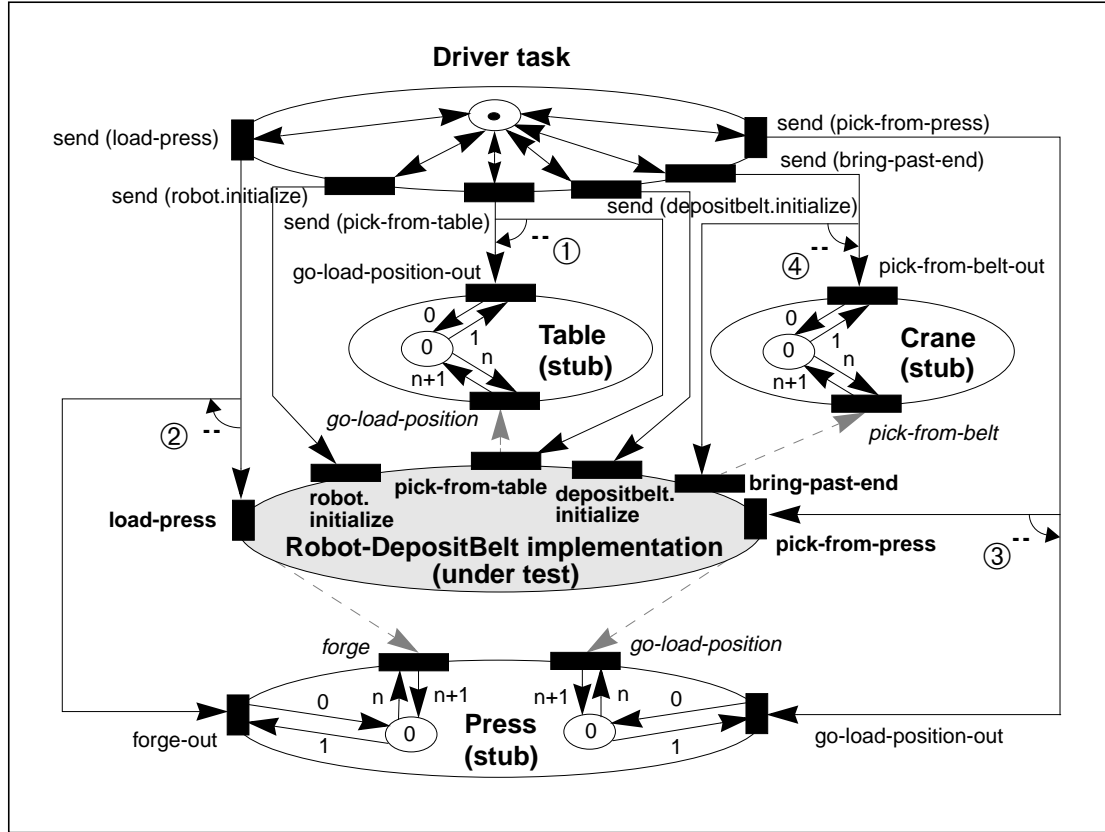 Driver task
send (load-press)
send (pick-from-press)
send (bring-past-end)
send (robot.initialize)
send (pick-from-table)
send (depositbelt.initialize)
-- ①
④ --
go-load-position-out
pick-from-belt-out
0
1
0
n
n+1
Table
(stub)
0
1
0
n
n+1
Crane
(stub)
go-load-position
pick-from-belt
② --
robot.
initialize
pick-from-table
depositbelt.
initialize
bring-past-end
load-press
pick-from-press
-- ③
Robot-DepositBelt implementation
(under test)
forge
go-load-position
n
n+1
n+1
n
0
0
0
0
1
1
Press
(stub)
forge-out
go-load-position-out